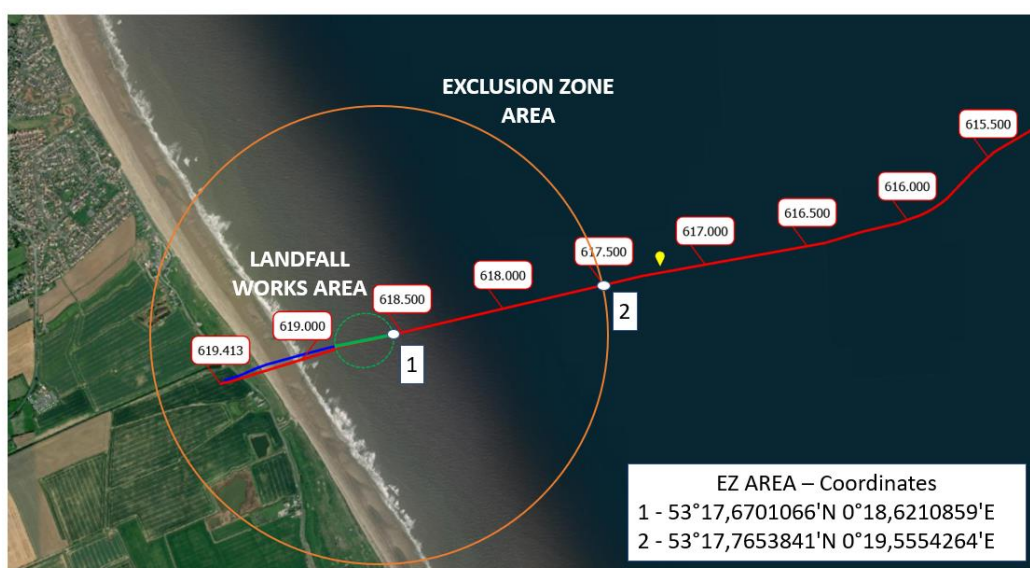 EXCLUSION ZONE
AREA
615.500
616.000
616.500
617.000
617.500
618.000
LANDFALL
WORKS AREA
618.500
619.000
619.413
1
2
EZ AREA – Coordinates
1 - 53°17,6701066'N 0°18,6210859'E
2 - 53°17,7653841'N 0°19,5554264'E